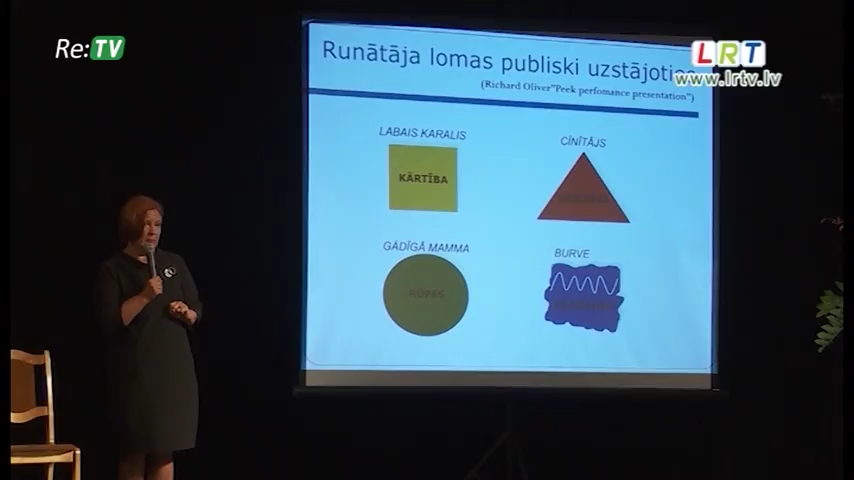 Re:TV
LRT
www.lrtv.lv
Runātāja lomas publiski uzstājoties
(Richard Oliver"Peek perfomance presentation")
LABAIS KARALIS
CĪNĪTĀJS
KĀRTĪBA
GĀDĪGĀ MAMMA
BURVE
RŪPES